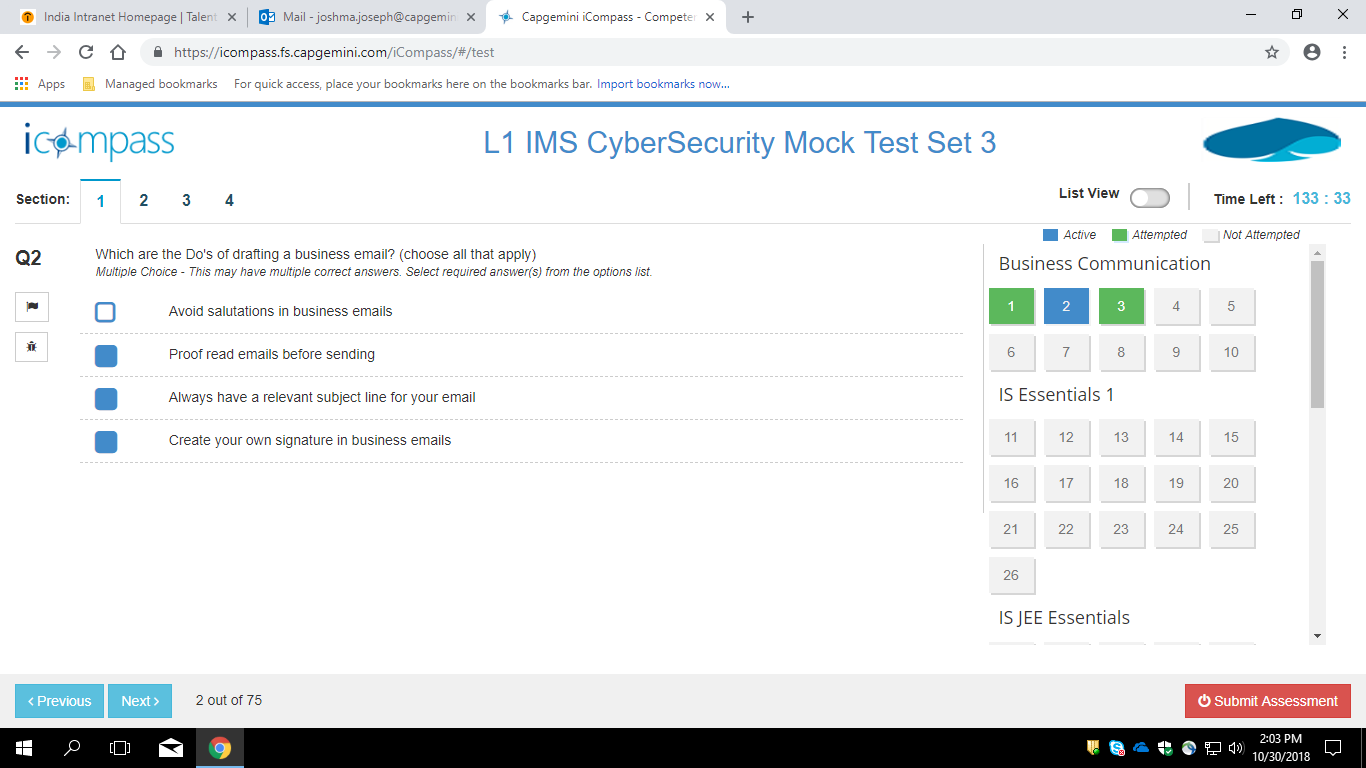 India Intranet Homepage | Talent
Mail - joshma.joseph@capgemin
Capgemini iCompass - Competen
https://icompass.fs.capgemini.com/iCompass/#/test
Apps
Managed bookmarks
For quick access, place your bookmarks here on the bookmarks bar. Import bookmarks now...
icompass
L1 IMS CyberSecurity Mock Test Set 3
Section: 1 2 3 4
List View
Time Left : 133 : 33
Active Attempted Not Attempted
Q2
Which are the Do's of drafting a business email? (choose all that apply)
Multiple Choice - This may have multiple correct answers. Select required answer(s) from the options list.
Avoid salutations in business emails
Proof read emails before sending
Always have a relevant subject line for your email
Create your own signature in business emails
Business Communication
1 2 3 4 5
6 7 8 9 10
IS Essentials 1
11 12 13 14 15
16 17 18 19 20
21 22 23 24 25
26
IS JEE Essentials
‹ Previous
Next ›
2 out of 75
Submit Assessment
2:03 PM
10/30/2018